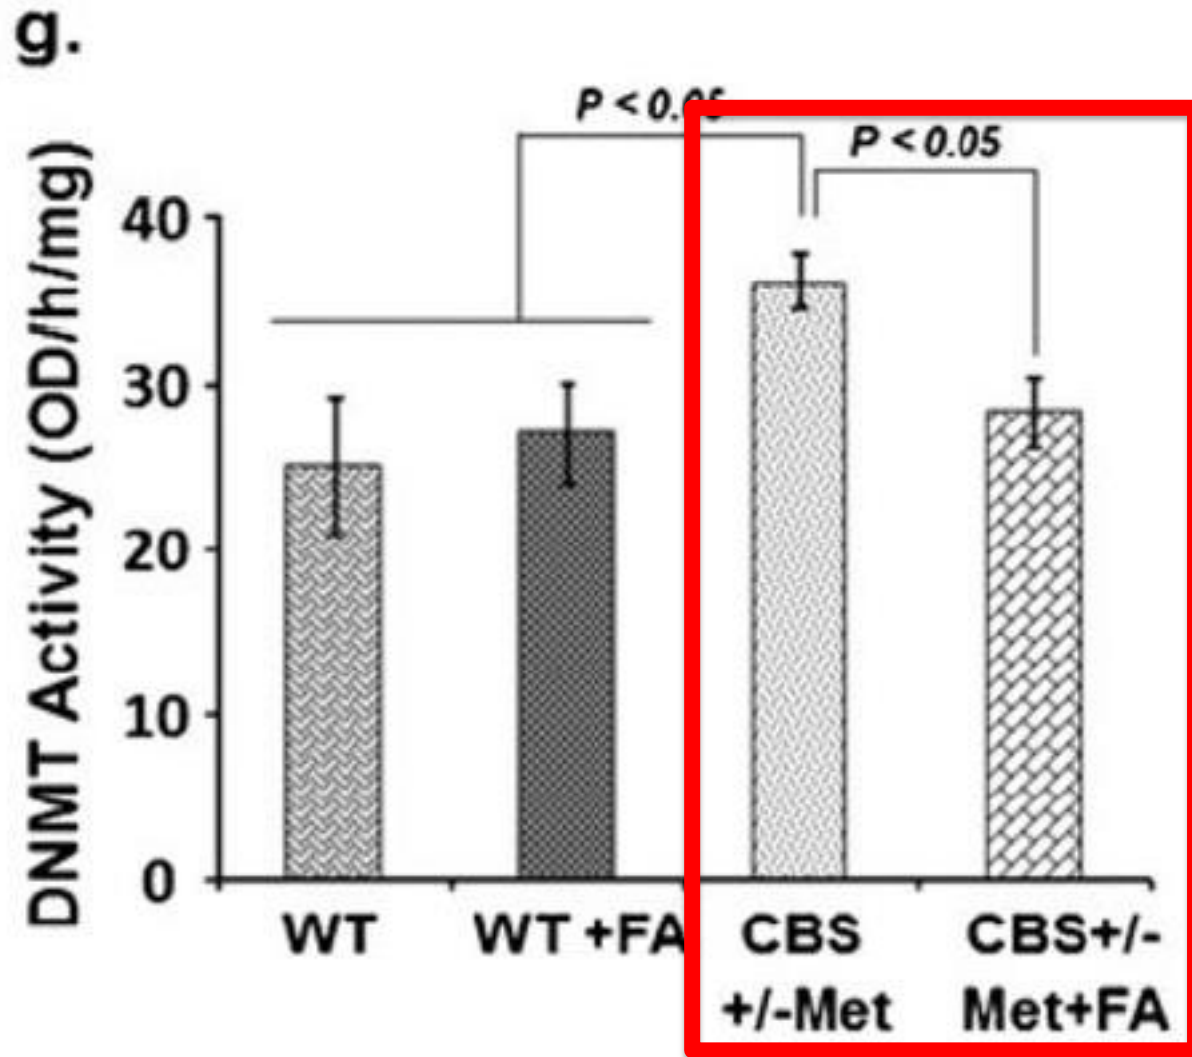 g.
P < 0.05
P < 0.05
DNMT Activity (OD/h/mg)
40
30
20
10
0
WT
WT +FA
CBS
+/-Met
CBS+/-
Met+FA